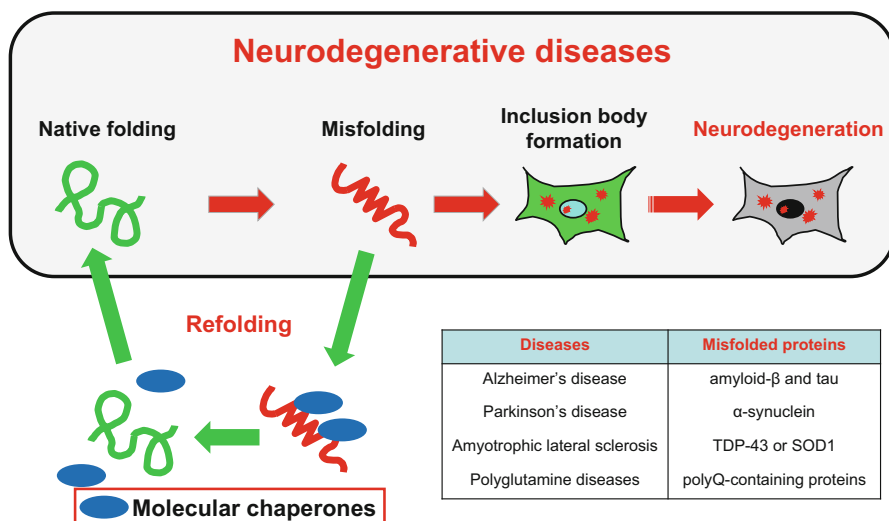 Neurodegenerative diseases
Native folding
Misfolding
Inclusion body
formation
Neurodegeneration
Refolding
Diseases Misfolded proteins
Alzheimer's disease amyloid-β and tau
Parkinson's disease α-synuclein
Amyotrophic lateral sclerosis TDP-43 or SOD1
Polyglutamine diseases polyQ-containing proteins
Molecular chaperones